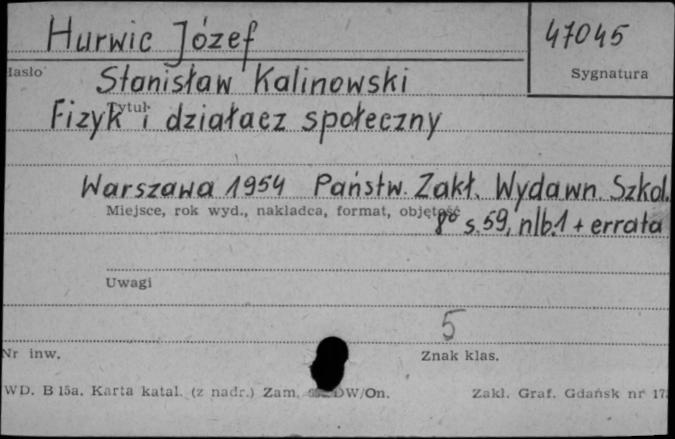 Hurwic Józef
47045
Hasło
Sygnatura
Stanisław Kalinowski
Tytuł
Fizyk i działacz społeczny
Warszawa 1954 Państw. Zakł. Wydawn. Szkol.
Miejsce, rok wyd., nakładca, format, objętość
8° s.59, nlb.1 + errata
Uwagi
5
Nr inw.
Znak klas.
WD. B 15a. Karta katal. (z nadr.) Zam. DW/On.
Zakl. Graf. Gdańsk nr 17